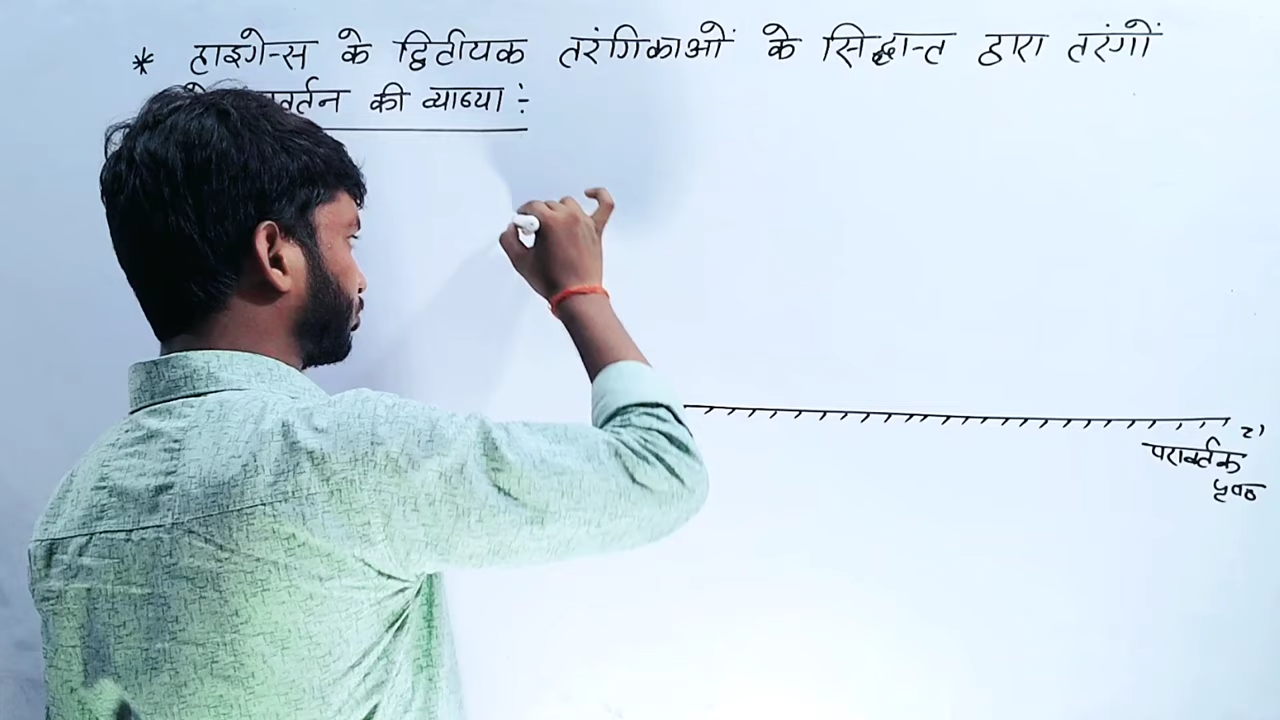 * हाइगेन्स के द्वितीयक तरंगिकाओं के सिद्धान्त द्वारा तरंगों
की व्याख्या :-
z'
परावर्तक
पृष्ठ